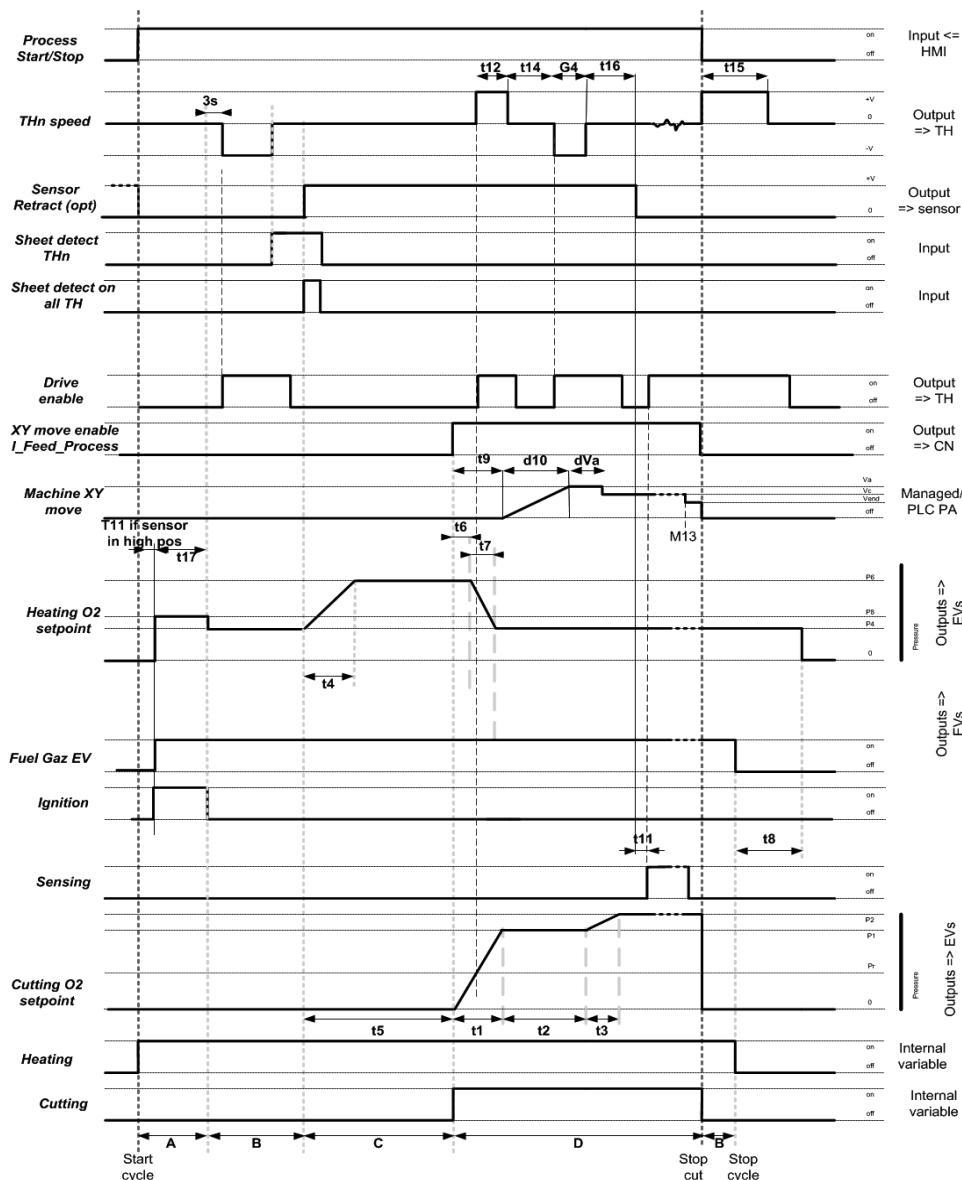 Process
Start/Stop
on
off
Input <=
HMI
t12
t14
G4
t16
t15
3s
THn speed
+V
0
-V
Output
=> TH
Sensor
Retract (opt)
+V
0
Output
=> sensor
Sheet detect
THn
on
off
Input
Sheet detect on
all TH
on
off
Input
Drive
enable
on
off
Output
=> TH
XY move enable
I_Feed_Process
on
off
Output
=> CN
t9
d10
dVa
Machine XY
move
Va
Vc
Vend
off
Managed/
PLC PA
M13
T11 if sensor
in high pos
t17
t6
t7
Heating O2
setpoint
P6
P8
P4
0
Pressure
Outputs =>
EVs
t4
Outputs =>
EVs
Fuel Gaz EV
on
off
Ignition
on
off
t11
t8
Sensing
on
off
Cutting O2
setpoint
P2
P1
Pr
0
Pressure
Outputs => EVs
t5
t1
t2
t3
Heating
on
off
Internal
variable
Cutting
on
off
Internal
variable
A
B
C
D
B
Start
cycle
Stop
cut
Stop
cycle